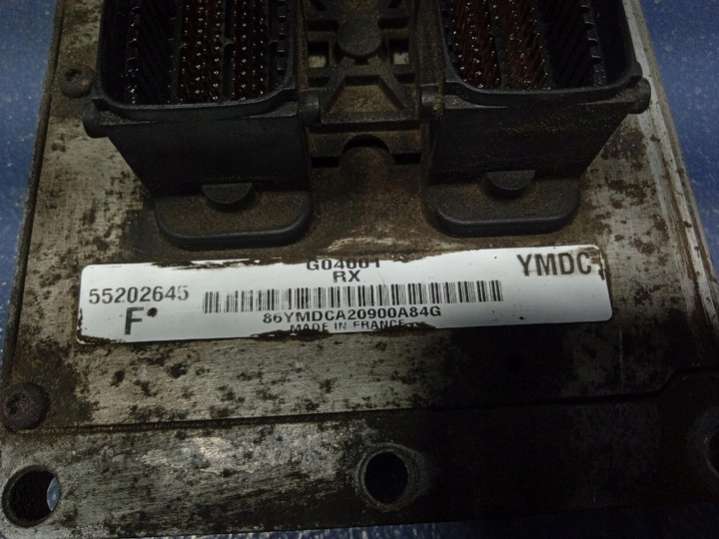 G04001
RX
YMDC
55202645
F
86YMDCA20900A84G
MADE IN FRANCE